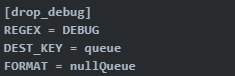 [drop_debug]
REGEX = DEBUG
DEST_KEY = queue
FORMAT = nullQueue